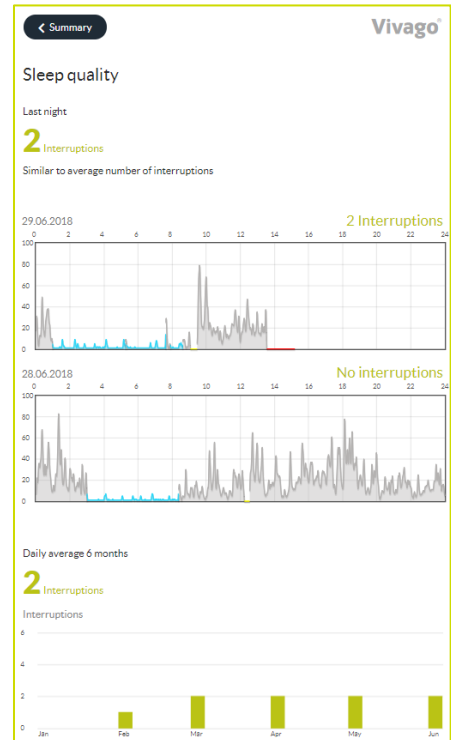 Summary
Vivago®
Sleep quality
Last night
2 Interruptions
Similar to average number of interruptions
29.06.2018 2 Interruptions
0 2 4 6 8 10 12 14 16 18 20 22 24
100
80
60
40
20
0
28.06.2018 No interruptions
0 2 4 6 8 10 12 14 16 18 20 22 24
100
80
60
40
20
0
Daily average 6 months
2 Interruptions
Interruptions
6
4
2
0
Jan Feb Mar Apr May Jun